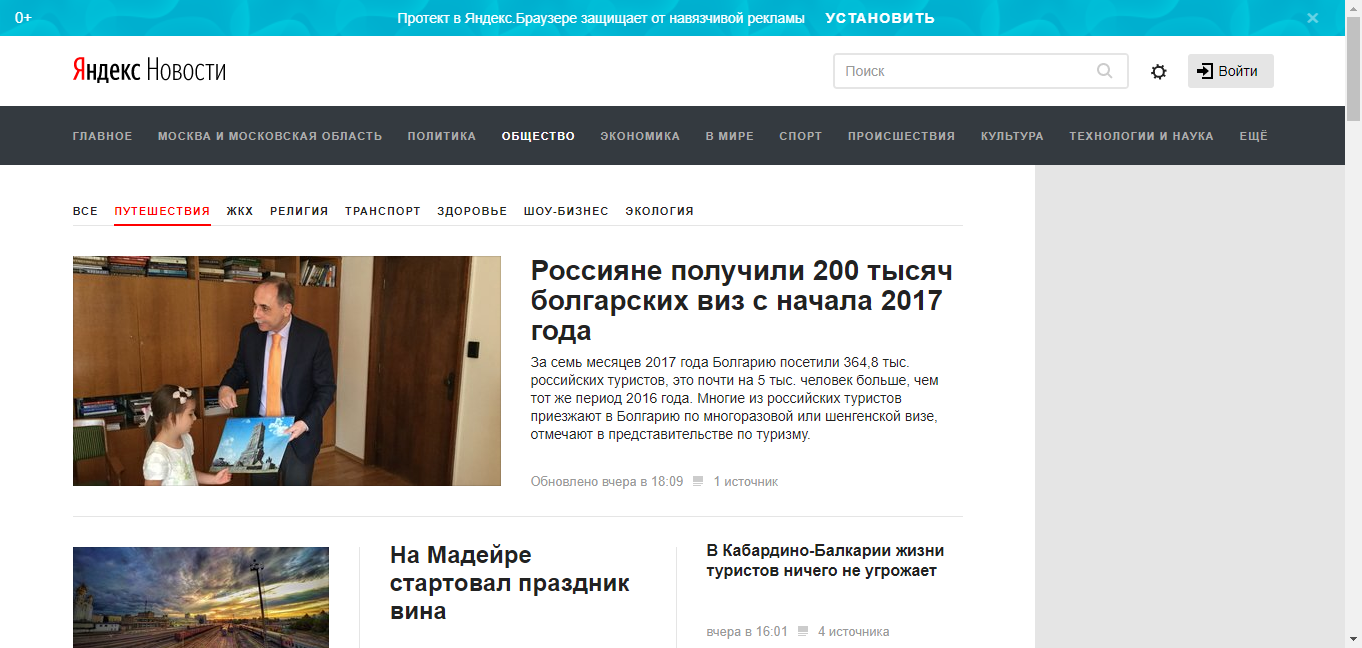 0+
Протект в Яндекс.Браузере защищает от навязчивой рекламы УСТАНОВИТЬ
Яндекс Новости
Поиск
Войти
ГЛАВНОЕ МОСКВА И МОСКОВСКАЯ ОБЛАСТЬ ПОЛИТИКА ОБЩЕСТВО ЭКОНОМИКА В МИРЕ СПОРТ ПРОИСШЕСТВИЯ КУЛЬТУРА ТЕХНОЛОГИИ И НАУКА ЕЩЁ
ВСЕ ПУТЕШЕСТВИЯ ЖКХ РЕЛИГИЯ ТРАНСПОРТ ЗДОРОВЬЕ ШОУ-БИЗНЕС ЭКОЛОГИЯ
Россияне получили 200 тысяч
болгарских виз с начала 2017
года
За семь месяцев 2017 года Болгарию посетили 364,8 тыс.
российских туристов, это почти на 5 тыс. человек больше, чем
тот же период 2016 года. Многие из российских туристов
приезжают в Болгарию по многоразовой или шенгенской визе,
отмечают в представительстве по туризму.
Обновлено вчера в 18:09 1 источник
На Мадейре
стартовал праздник
вина
В Кабардино-Балкарии жизни
туристов ничего не угрожает
вчера в 16:01 4 источника